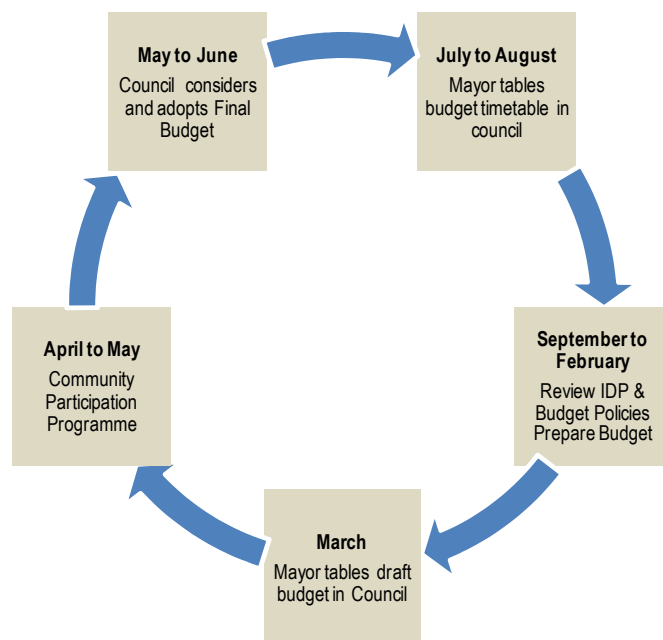 May to June
Council considers
and adopts Final
Budget
July to August
Mayor tables
budget timetable in
council
September to
February
Review IDP &
Budget Policies
Prepare Budget
March
Mayor tables draft
budget in Council
April to May
Community
Participation
Programme